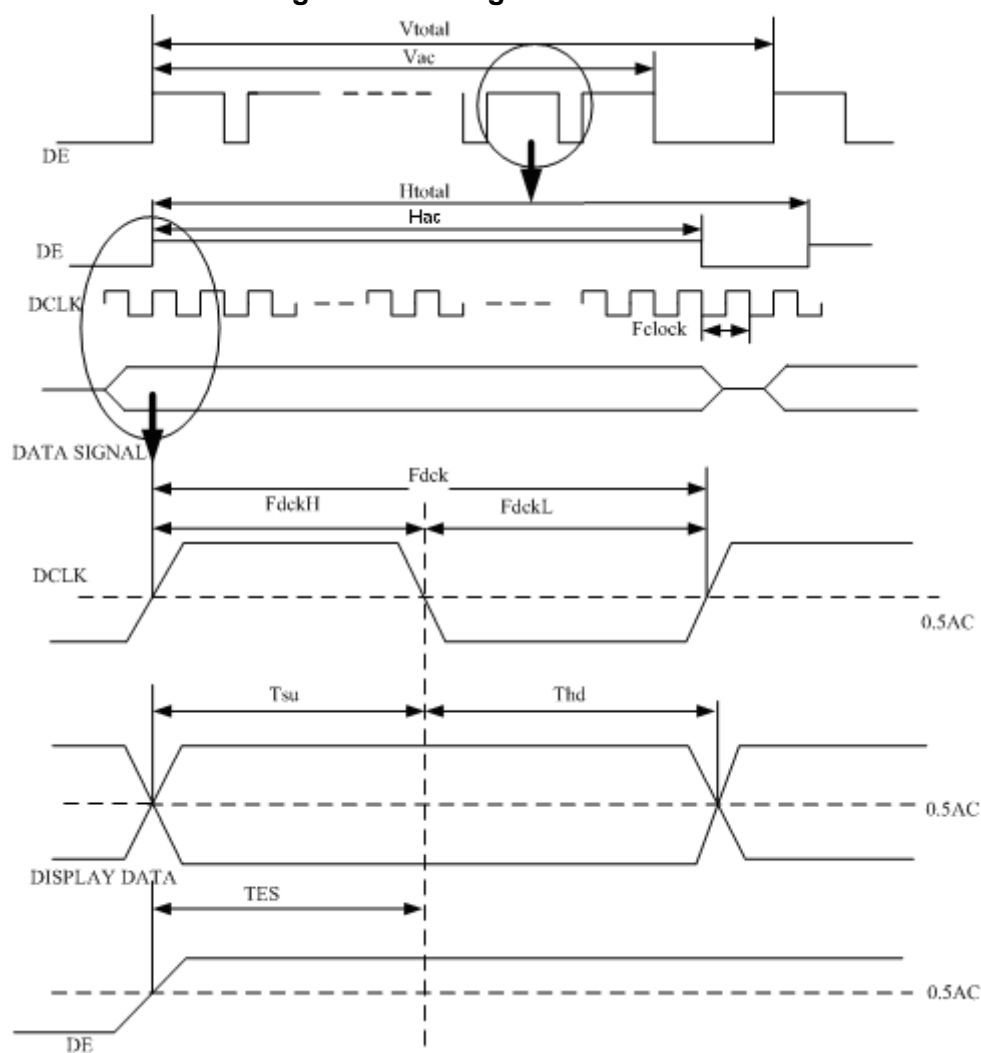 Vtotal
Vac
DE
Htotal
Hac
DE
DCLK
Fclock
DATA SIGNAL
Fdck
FdckH FdckL
DCLK
0.5AC
Tsu Thd
0.5AC
DISPLAY DATA
TES
0.5AC
DE